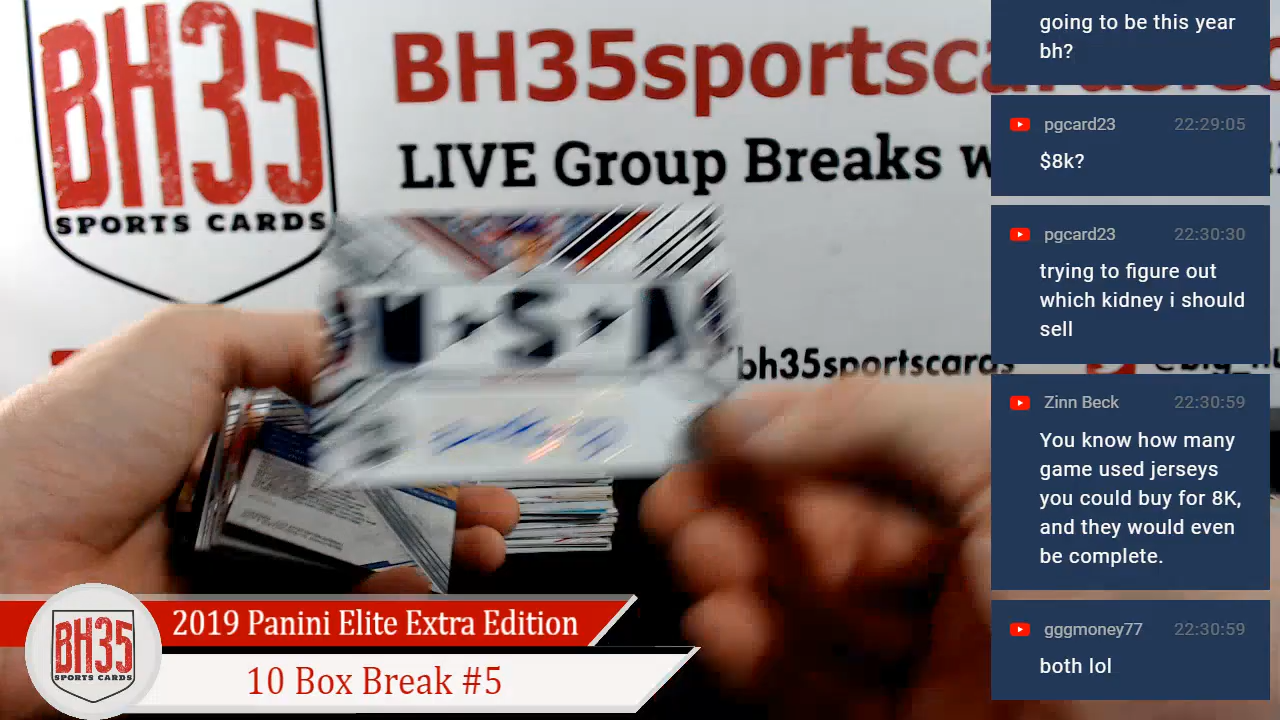 BH35
SPORTS CARDS
BH35sportscards.c
LIVE Group Breaks w
bh35sportscards
U S A
going to be this year
bh?
pgcard23 22:29:05
$8k?
pgcard23 22:30:30
trying to figure out
which kidney i should
sell
Zinn Beck 22:30:59
You know how many
game used jerseys
you could buy for 8K,
and they would even
be complete.
gggmoney77 22:30:59
both lol
BH35
SPORTS CARDS
2019 Panini Elite Extra Edition
10 Box Break #5